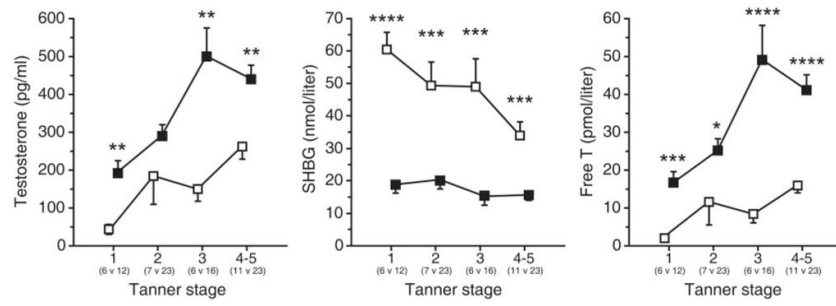 Testosterone (pg/ml)
600
500
400
300
200
100
0
**
**
**
1
2
3
4-5
(6 v 12)
(7 v 23)
(6 v 16)
(11 v 23)
Tanner stage
SHBG (nmol/liter)
70
60
50
40
30
20
10
0
****
***
***
***
1
2
3
4-5
(6 v 12)
(7 v 23)
(6 v 16)
(11 v 23)
Tanner stage
Free T (pmol/liter)
60
50
40
30
20
10
0
***
*
****
****
1
2
3
4-5
(6 v 12)
(7 v 23)
(6 v 16)
(11 v 23)
Tanner stage